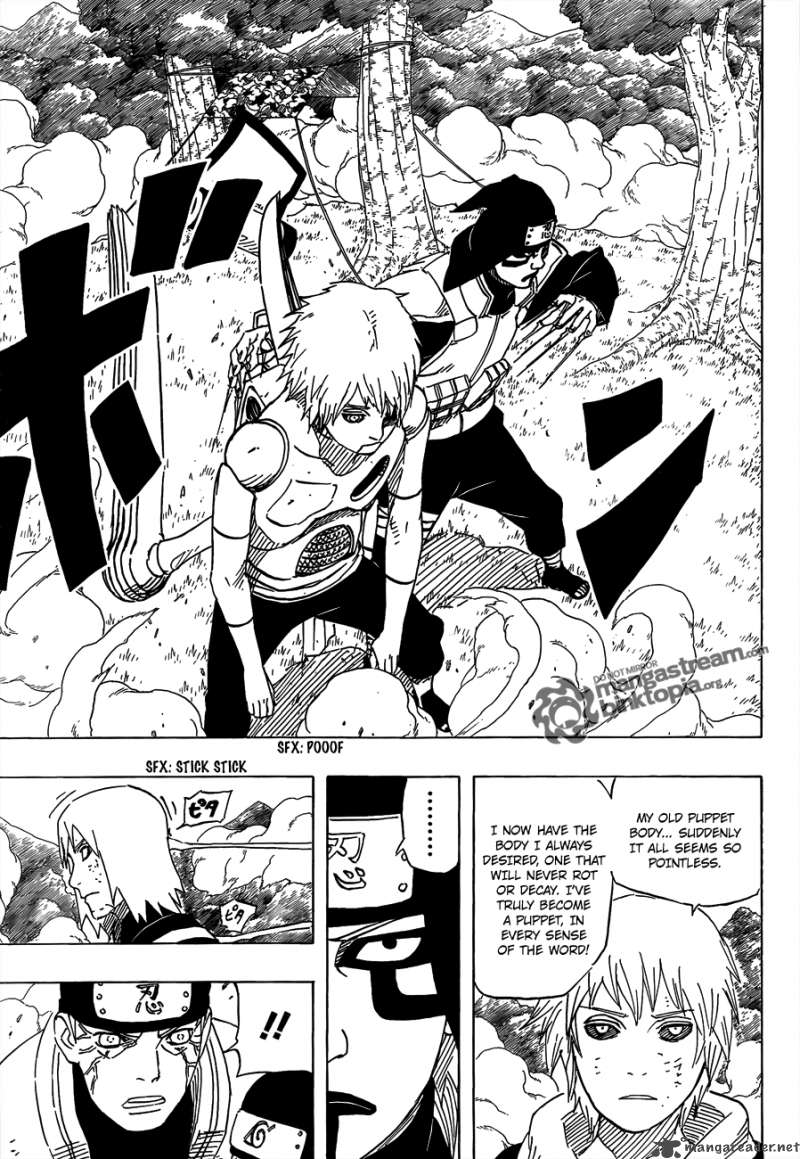 ボン
SFX: POOOF
MY OLD PUPPET
BODY... SUDDENLY
IT ALL SEEMS SO
POINTLESS.
I NOW HAVE THE
BODY I ALWAYS
DESIRED, ONE THAT
WILL NEVER ROT
OR DECAY. I'VE
TRULY BECOME
A PUPPET, IN
EVERY SENSE
OF THE WORD!
........
忍
SFX: STICK STICK
ピタ
ピタ
忍
!!
DO NOT MIRROR
mangastream.com
binktopia.org
mangareader.net